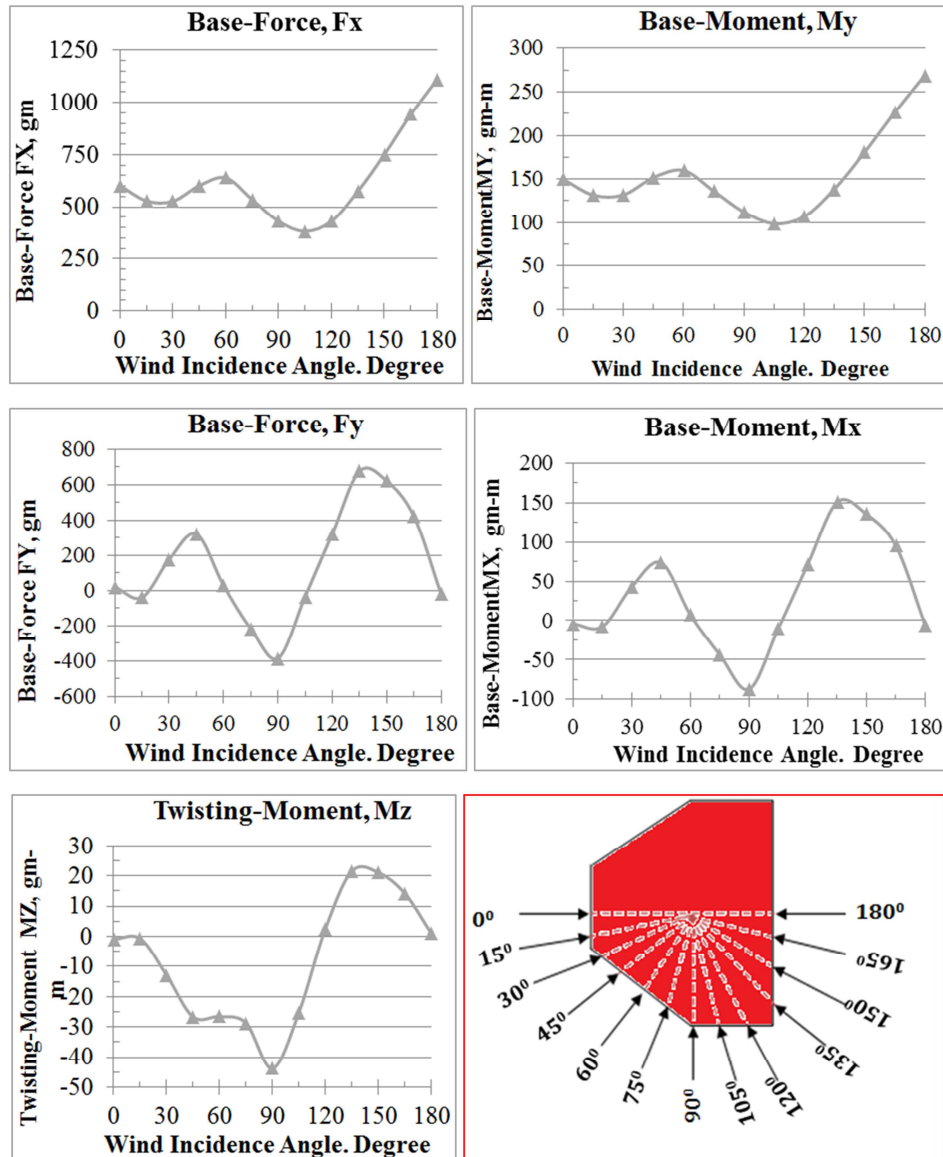 Base-Force, Fx
Base-Force FX, gm
1250
1000
750
500
250
0
0 30 60 90 120 150 180
Wind Incidence Angle. Degree
Base-Moment, My
Base-MomentMY, gm-m
300
250
200
150
100
50
0
0 30 60 90 120 150 180
Wind Incidence Angle. Degree
Base-Force, Fy
Base-Force FY, gm
800
600
400
200
0
-200
-400
-600
0 30 60 90 120 150 180
Wind Incidence Angle. Degree
Base-Moment, Mx
Base-MomentMX, gm-m
200
150
100
50
0
-50
-100
0 30 60 90 120 150 180
Wind Incidence Angle. Degree
Twisting-Moment, Mz
Twisting-Moment MZ, gm-
m
30
20
10
0
-10
-20
-30
-40
-50
0 30 60 90 120 150 180
Wind Incidence Angle. Degree
0⁰
15⁰
30⁰
45⁰
60⁰
75⁰
90⁰
105⁰
120⁰
135⁰
150⁰
165⁰
180⁰